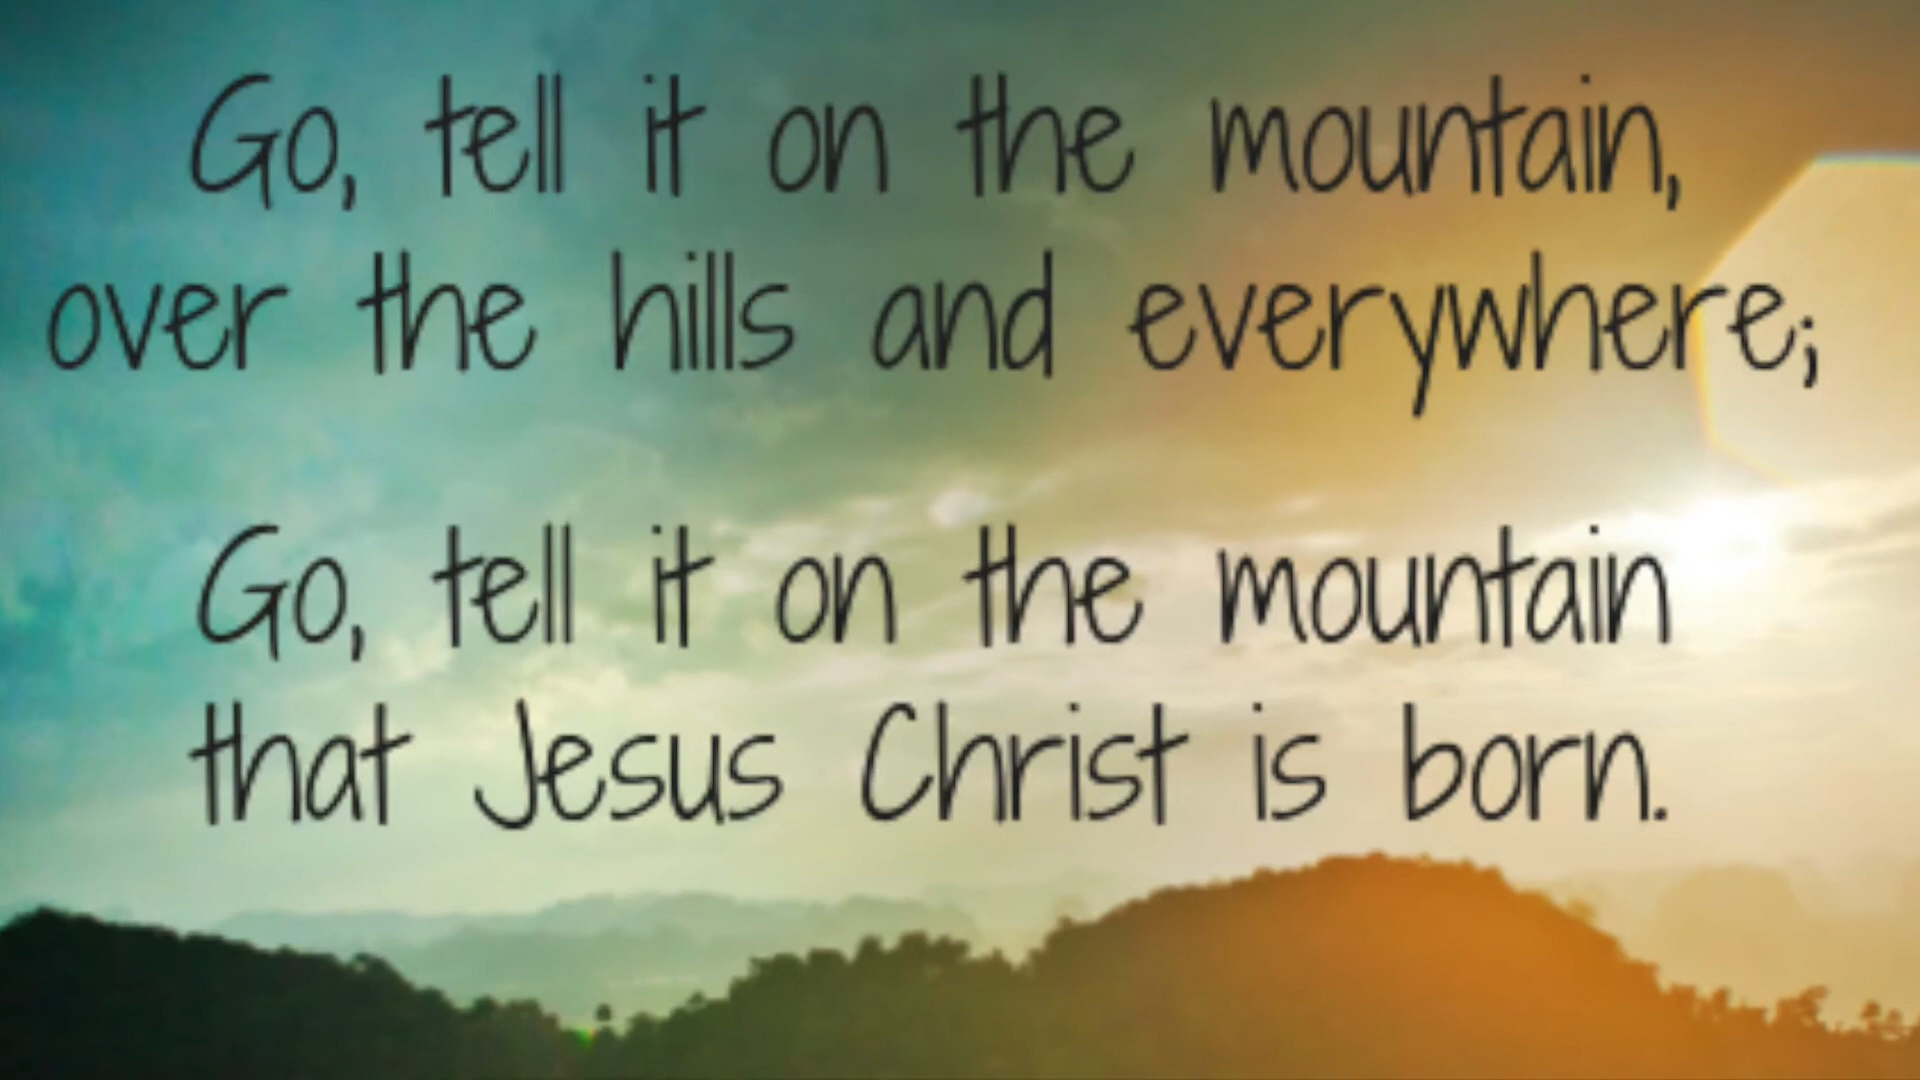 Go, tell it on the mountain,
over the hills and everywhere;
Go, tell it on the mountain
that Jesus Christ is born.